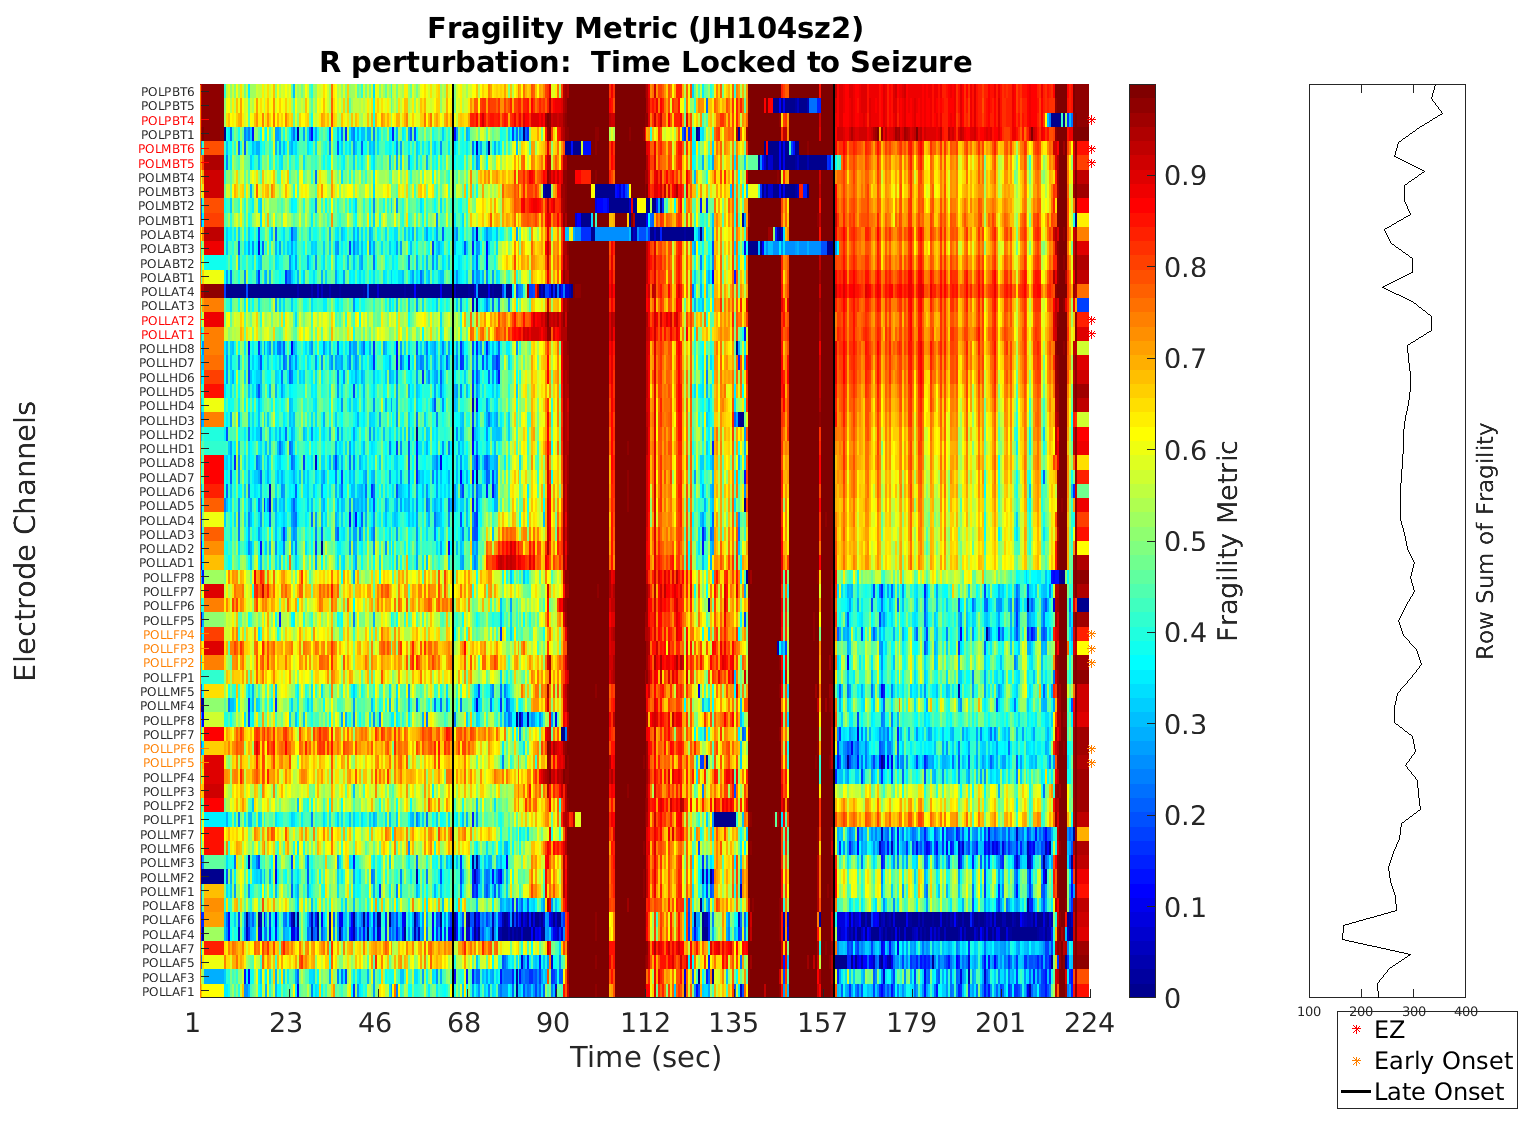 Fragility Metric (JH104sz2)
R perturbation:  Time Locked to Seizure
Electrode Channels
POLPBT6
POLPBT5
POLPBT4
POLPBT1
POLMBT6
POLMBT5
POLMBT4
POLMBT3
POLMBT2
POLMBT1
POLABT4
POLABT3
POLABT2
POLABT1
POLLAT4
POLLAT3
POLLAT2
POLLAT1
POLLHD8
POLLHD7
POLLHD6
POLLHD5
POLLHD4
POLLHD3
POLLHD2
POLLHD1
POLLAD8
POLLAD7
POLLAD6
POLLAD5
POLLAD4
POLLAD3
POLLAD2
POLLAD1
POLLFP8
POLLFP7
POLLFP6
POLLFP5
POLLFP4
POLLFP3
POLLFP2
POLLFP1
POLLMF5
POLLMF4
POLLPF8
POLLPF7
POLLPF6
POLLPF5
POLLPF4
POLLPF3
POLLPF2
POLLPF1
POLLMF7
POLLMF6
POLLMF3
POLLMF2
POLLMF1
POLLAF8
POLLAF6
POLLAF4
POLLAF7
POLLAF5
POLLAF3
POLLAF1
1 23 46 68 90 112 135 157 179 201 224
Time (sec)
0.9
0.8
0.7
0.6
0.5
0.4
0.3
0.2
0.1
0
Fragility Metric
100 200 300 400
Row Sum of Fragility
EZ
Early Onset
Late Onset